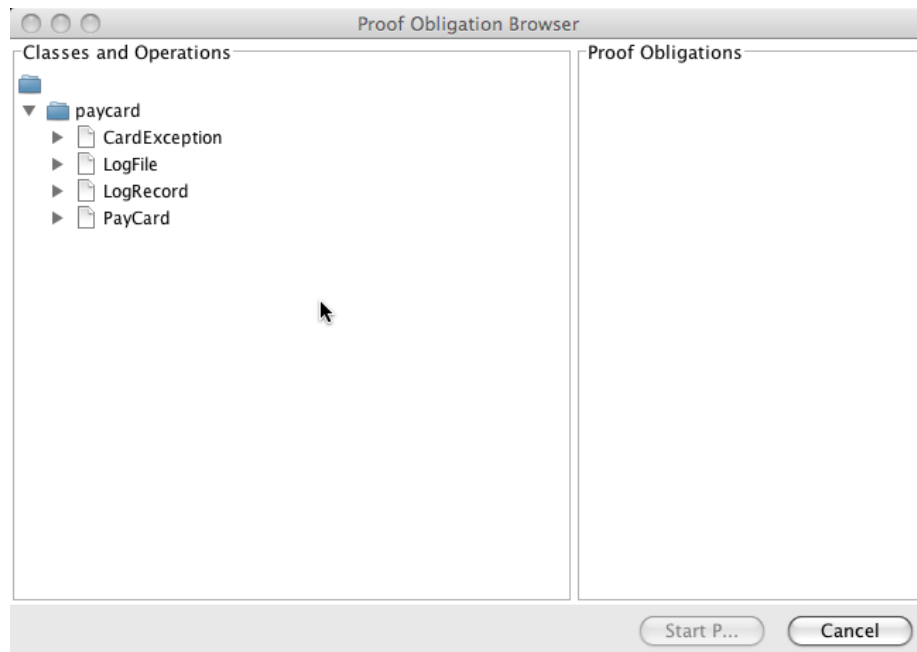 Proof Obligation Browser
Classes and Operations
Proof Obligations
paycard
CardException
LogFile
LogRecord
PayCard
Start P...
Cancel